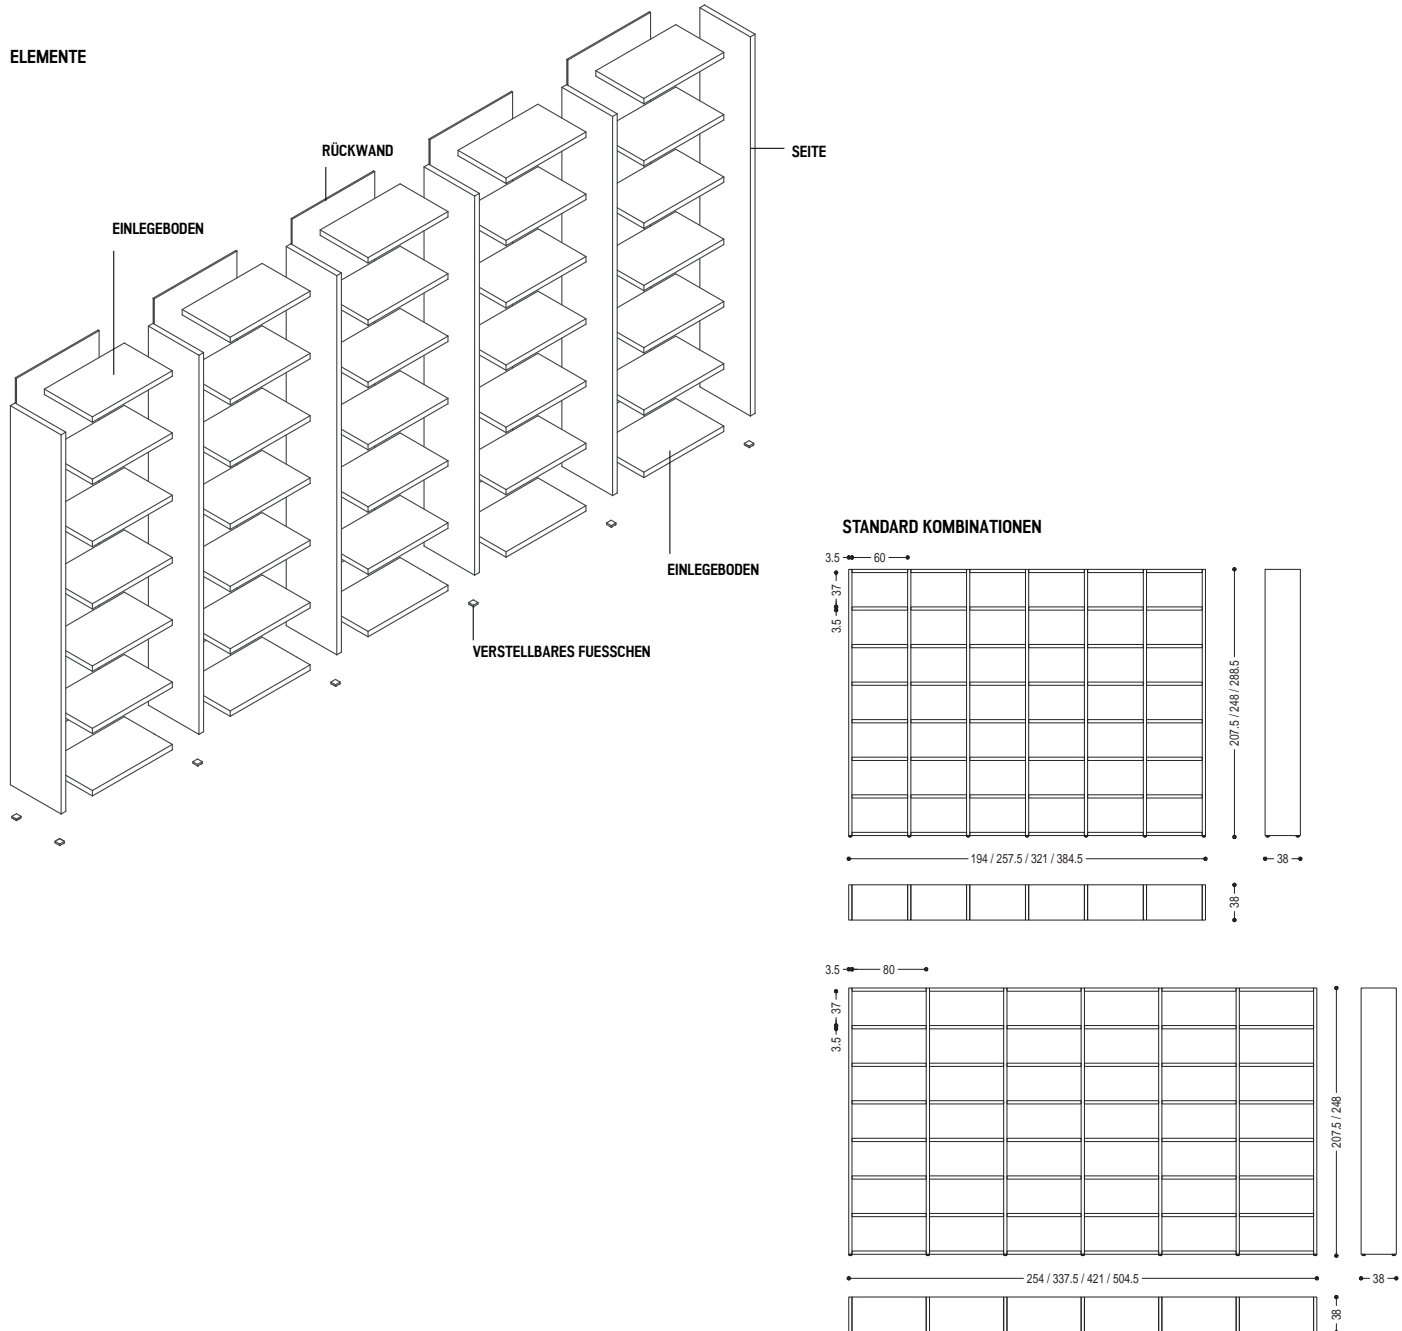 ELEMENTE
RÜCKWAND
SEITE
EINLEGEBODEN
EINLEGEBODEN
VERSTELLBARES FUESSCHEN
STANDARD KOMBINATIONEN
3.5
60
37
3.5
207.5 / 248 / 288.5
194 / 257.5 / 321 / 384.5
38
38
3.5
80
37
3.5
207.5 / 248
254 / 337.5 / 421 / 504.5
38
38